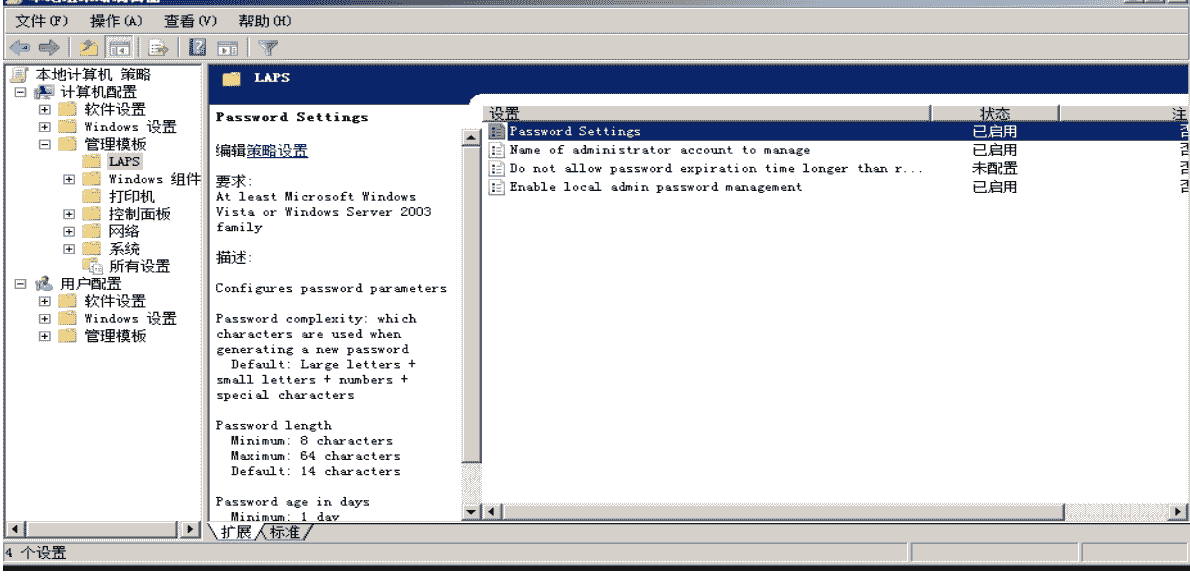 文件(F) 操作(A) 查看(V) 帮助(H)
本地计算机 策略
计算机配置
软件设置
Windows 设置
管理模板
LAPS
Windows 组件
打印机
控制面板
网络
系统
所有设置
用户配置
软件设置
Windows 设置
管理模板
LAPS
Password Settings
编辑策略设置
要求:
At least Microsoft Windows
Vista or Windows Server 2003
family
描述:
Configures password parameters
Password complexity: which
characters are used when
generating a new password
Default: Large letters +
small letters + numbers +
special characters
Password length
Minimum: 8 characters
Maximum: 64 characters
Default: 14 characters
Password age in days
Minimum: 1 day
设置 状态 注
Password Settings 已启用 否
Name of administrator account to manage 已启用 否
Do not allow password expiration time longer than r... 未配置 否
Enable local admin password management 已启用 否
扩展 标准
4 个设置